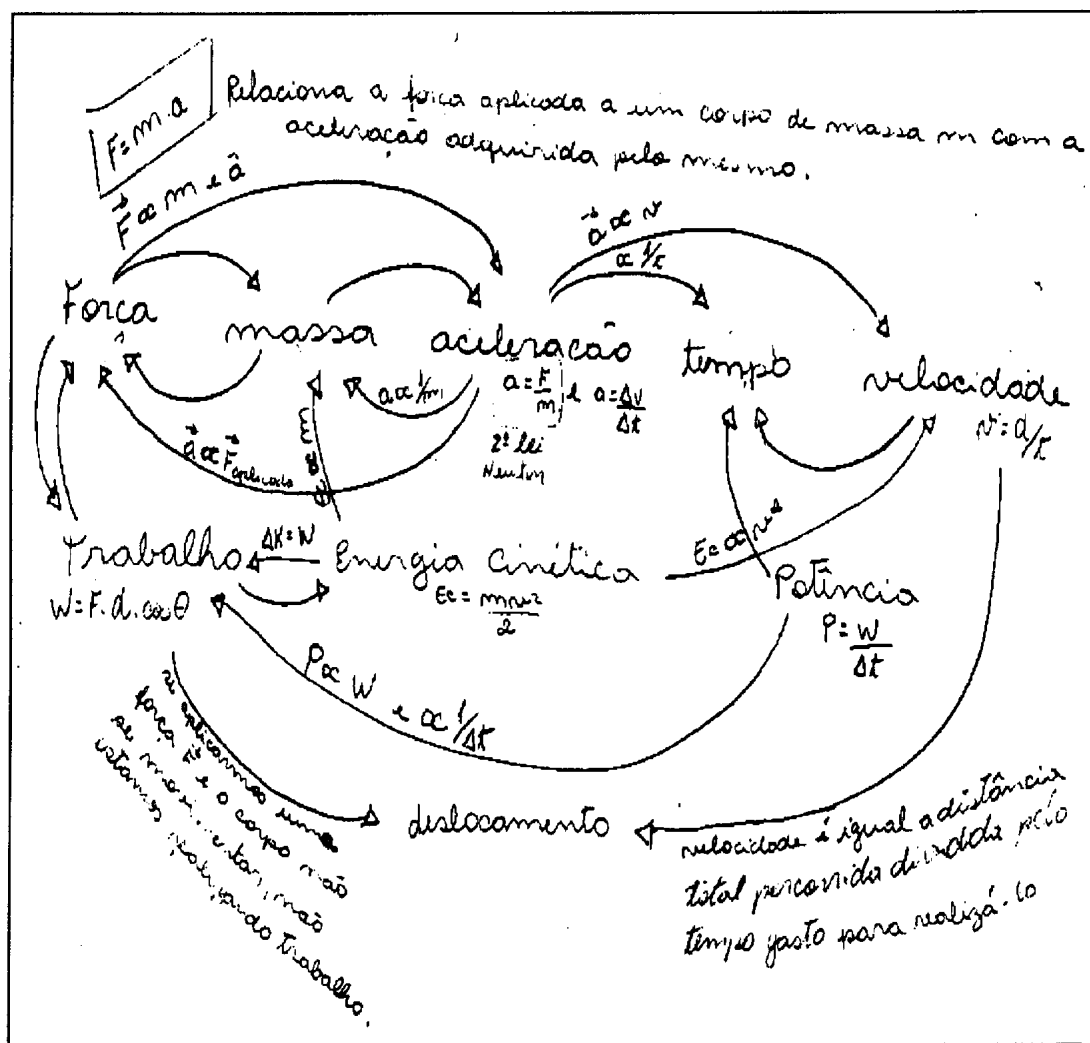 F=m.a
Relaciona a força aplicada a um corpo de massa m com a
aceleração adquirida pelo mesmo.
F⃗ ∝ m e a⃗
a⃗ ∝ v
∝ 1/t
Força
massa
aceleração
tempo
velocidade
a ∝ 1/m
a = F/m e a = Δv/Δt
2ª lei
Newton
v = d/t
a⃗ ∝ F⃗ aplicada
Trabalho
ΔK = W
Energia Cinética
Potência
W = F.d.cos θ
Ec = mv²/2
P = W/Δt
P ∝ W e ∝ 1/Δt
se aplicarmos uma
força F⃗ e o corpo não
se movimentar, não
estamos realizando trabalho.
deslocamento
velocidade é igual a distância
total percorrida dividida pelo
tempo gasto para realizá-lo